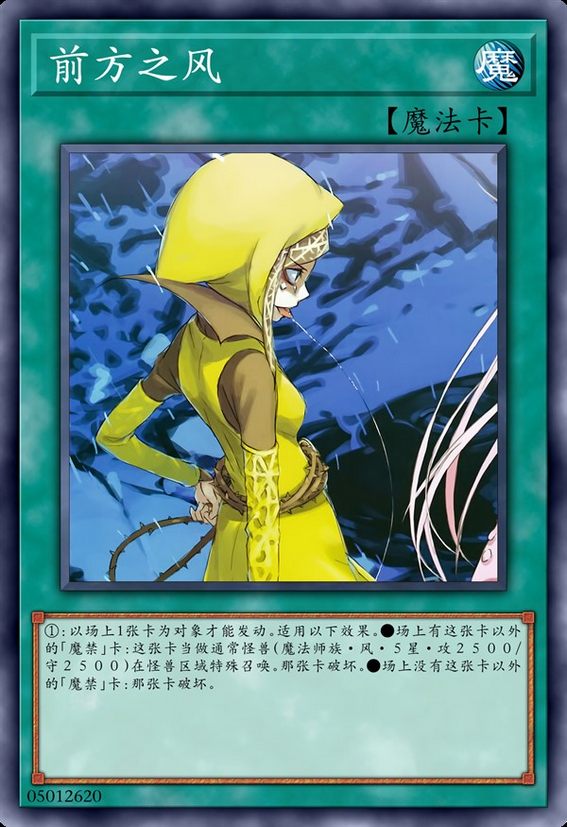 前方之风
魔
【魔法卡】
①:以场上1张卡为对象才能发动。适用以下效果。●场上有这张卡以外
的「魔禁」卡:这张卡当做通常怪兽(魔法师族·风·5星·攻2500/
守2500)在怪兽区域特殊召唤。那张卡破坏。●场上没有这张卡以外
的「魔禁」卡:那张卡破坏。
05012620